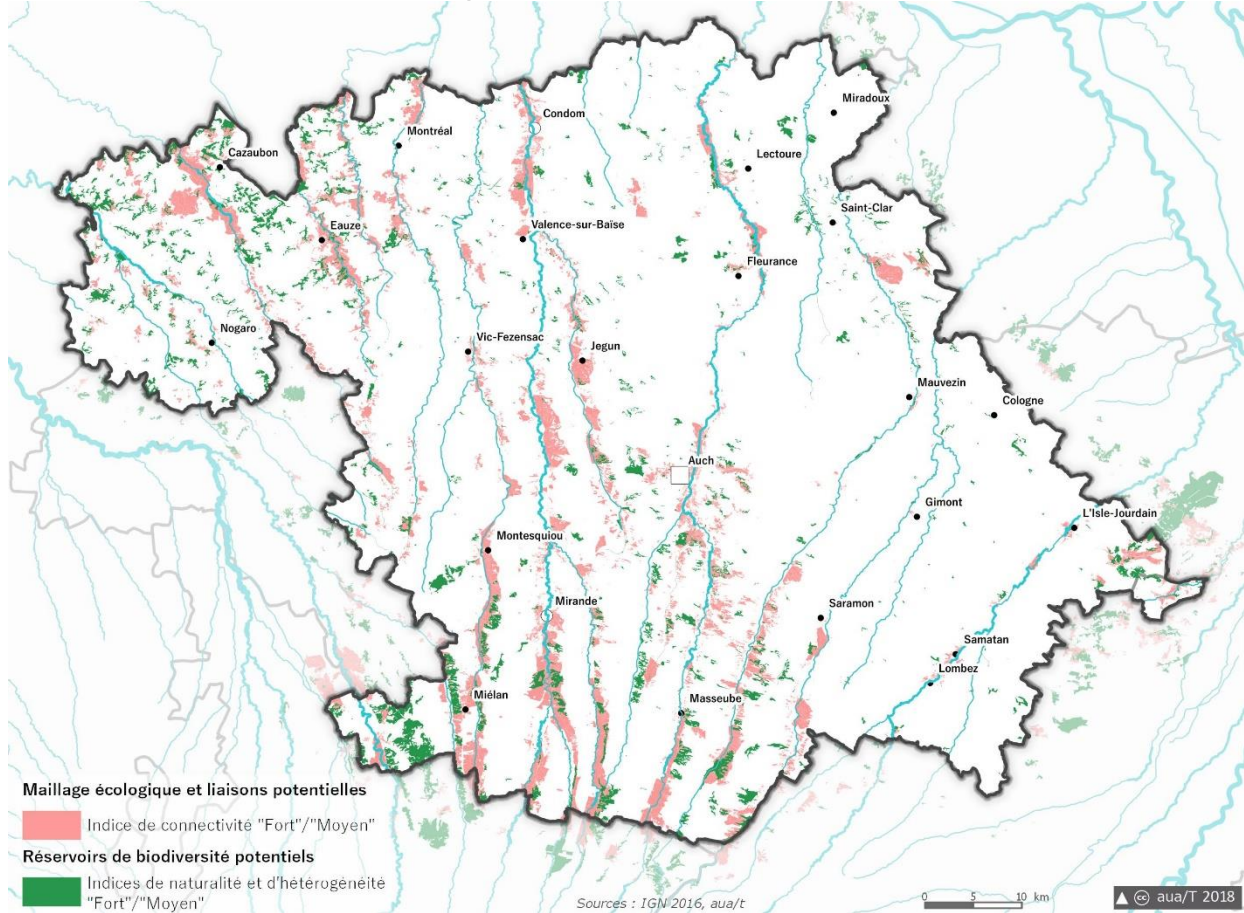 Miradoux
Condom
Montréal
Lectoure
Cazaubon
Saint-Clar
Eauze
Valence-sur-Baïse
Fleurance
Nogaro
Vic-Fezensac
Jegun
Mauvezin
Cologne
Auch
Gimont
L'Isle-Jourdain
Montesquiou
Mirande
Saramon
Samatan
Lombez
Miélan
Masseube
Maillage écologique et liaisons potentielles
Indice de connectivité "Fort"/"Moyen"
Réservoirs de biodiversité potentiels
Indices de naturalité et d'hétérogénéité
"Fort"/"Moyen"
Sources : IGN 2016, aua/t
0 5 10 km
cc aua/T 2018